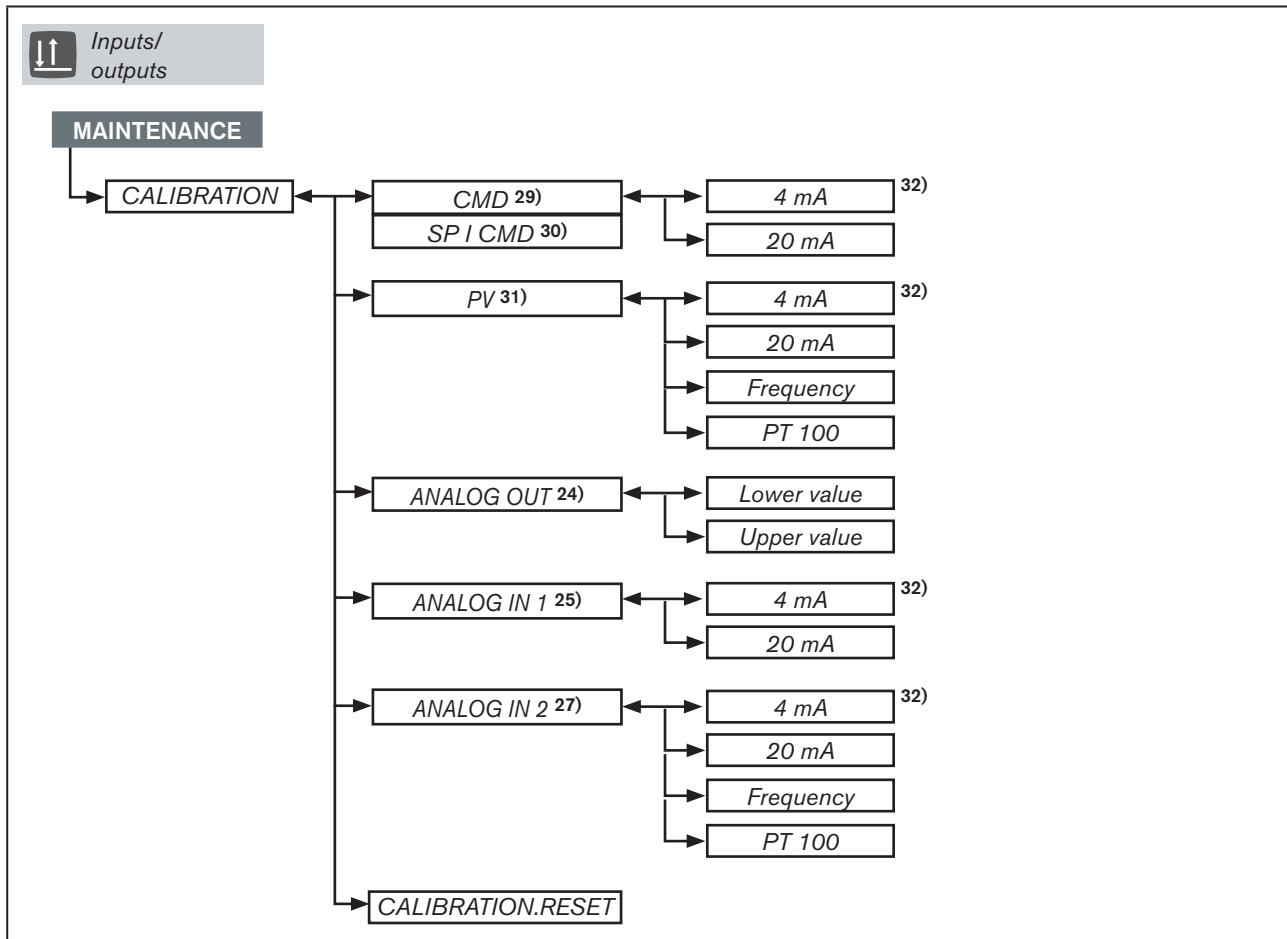 Inputs/
outputs
MAINTENANCE
CALIBRATION
CMD 29)
SP I CMD 30)
4 mA 32)
20 mA
PV 31)
4 mA 32)
20 mA
Frequency
PT 100
ANALOG OUT 24)
Lower value
Upper value
ANALOG IN 1 25)
4 mA 32)
20 mA
ANALOG IN 2 27)
4 mA 32)
20 mA
Frequency
PT 100
CALIBRATION.RESET